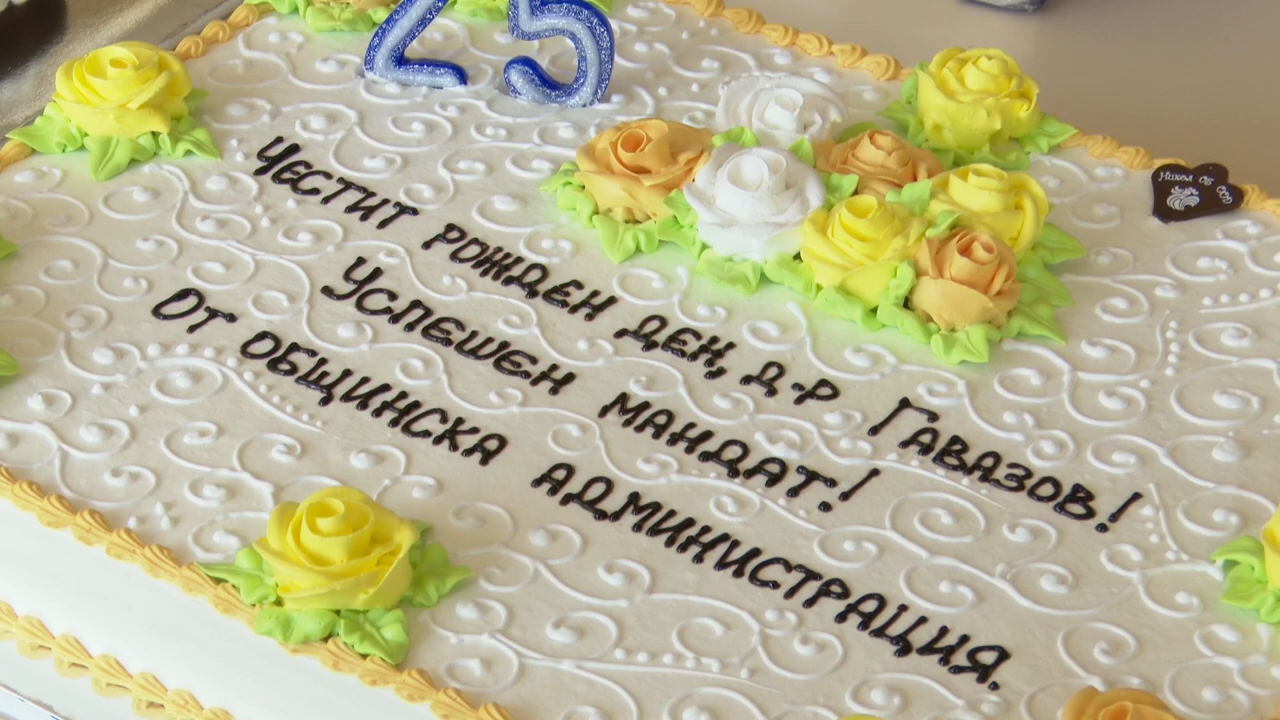 25
Честит рожден ден, д-р Гавазов!
Успешен мандат!
От общинска администрация.